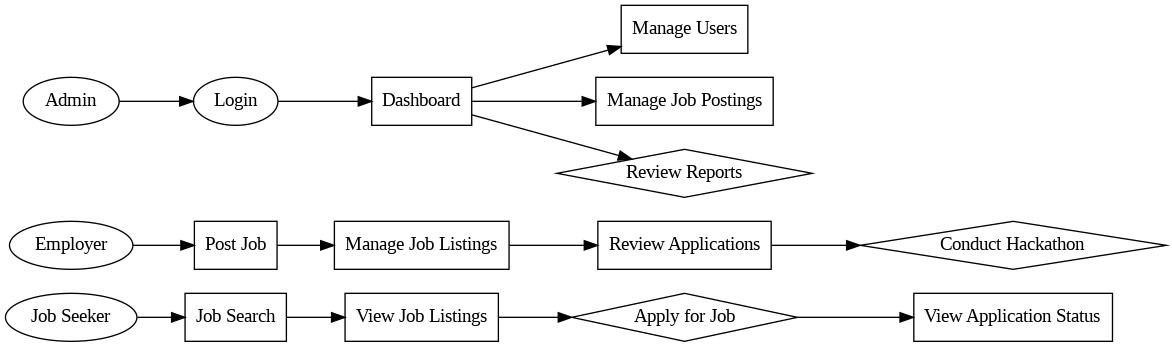 Manage Users
Admin
Login
Dashboard
Manage Job Postings
Review Reports
Employer
Post Job
Manage Job Listings
Review Applications
Conduct Hackathon
Job Seeker
Job Search
View Job Listings
Apply for Job
View Application Status